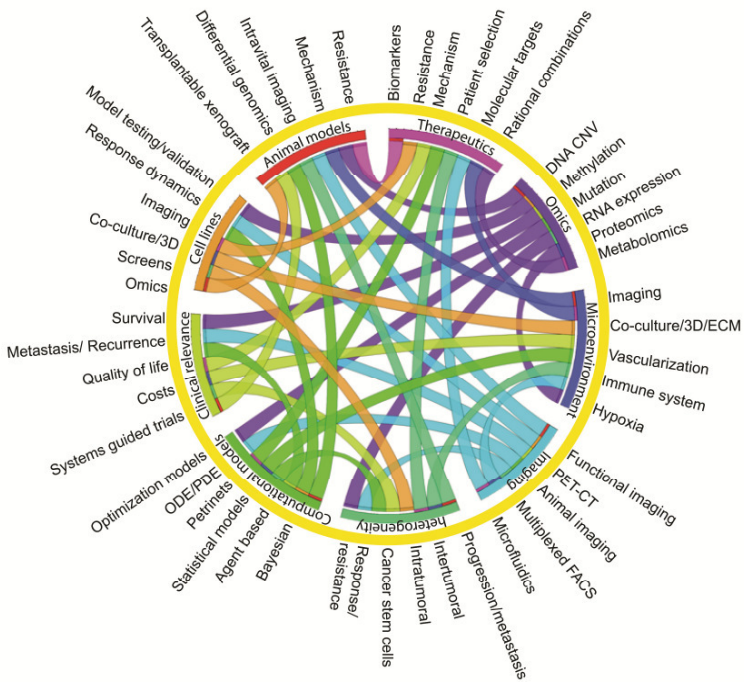 Biomarkers
Resistance
Mechanism
Patient selection
Molecular targets
Rational combinations
DNA CNV
Methylation
Mutation
RNA expression
Proteomics
Metabolomics
Imaging
Co-culture/3D/ECM
Vascularization
Immune system
Hypoxia
Functional imaging
PET-CT
Animal imaging
Multiplexed FACS
Microfluidics
Progression/metastasis
Intertumoral
Intratumoral
Cancer stem cells
Response/
resistance
Bayesian
Agent based
Statistical models
Petrinets
ODE/PDE
Optimization models
Systems guided trials
Costs
Quality of life
Metastasis/ Recurrence
Survival
Omics
Screens
Co-culture/3D
Imaging
Response dynamics
Model testing/validation
Transplantable xenograft
Differential genomics
Intravital imaging
Mechanism
Resistance
Therapeutics
Omics
Microenvironment
Imaging
heterogeneity
Computational models
Clinical relevance
Cell lines
Animal models